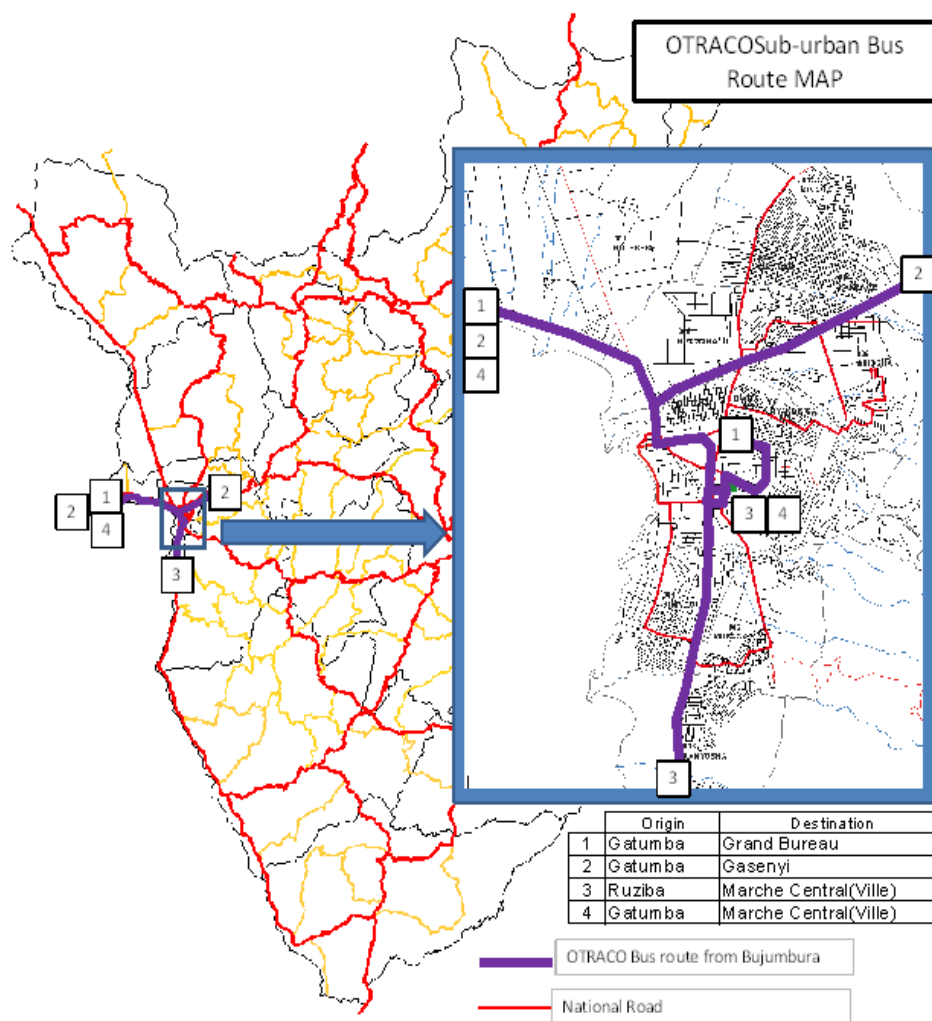 OTRACOSub-urban Bus
Route MAP
2
1
2
4
1
3 4
3
1
2
2
4
3
Origin Destination
1 Gatumba Grand Bureau
2 Gatumba Gasenyi
3 Ruziba Marche Central(Ville)
4 Gatumba Marche Central(Ville)
OTRACO Bus route from Bujumbura
National Road